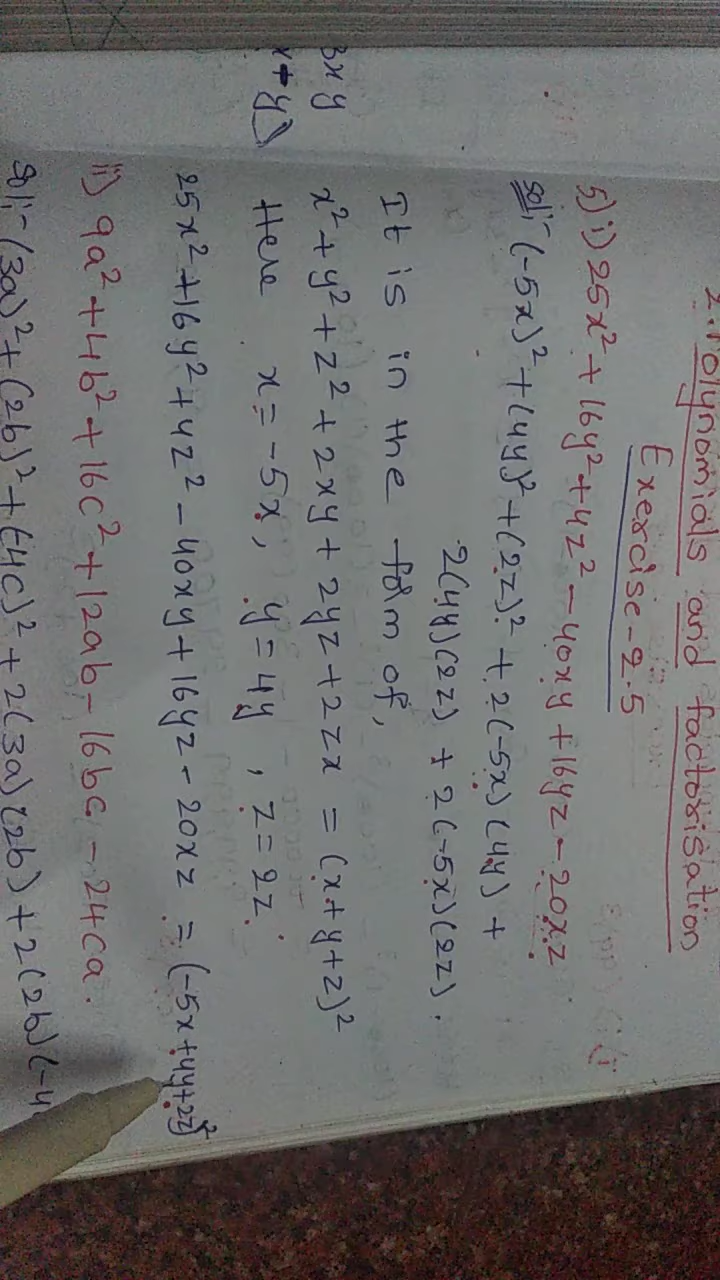 2. Polynomials and factorisation
Exercise-2.5
5) i) 25x² + 16y² + 4z² - 40xy + 16yz - 20xz
Sol:- (-5x)² + (4y)² + (2z)² + 2(-5x)(4y) +
2(4y)(2z) + 2(-5x)(2z).
It is in the form of,
3xy
x² + y² + z² + 2xy + 2yz + 2zx = (x+y+z)²
x+y)
Here x = -5x, y = 4y, z = 2z
25x² + 16y² + 4z² - 40xy + 16yz - 20xz = (-5x+4y+2z)²
ii) 9a² + 4b² + 16c² + 12ab - 16bc - 24ca.
Sol:- (3a)² + (2b)² + (-4c)² + 2(3a)(2b) + 2(2b)(-4